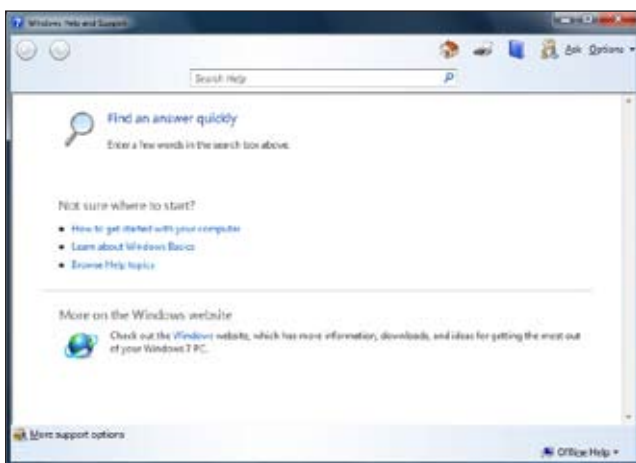 Windows Help and Support
Ask Options
Search Help
Find an answer quickly
Enter a few words in the search box above.
Not sure where to start?
How to get started with your computer
Learn about Windows Basics
Browse Help topics
More on the Windows website
Check out the Windows website, which has more information, downloads, and ideas for getting the most out
of your Windows 7 PC.
More support options
Office Help